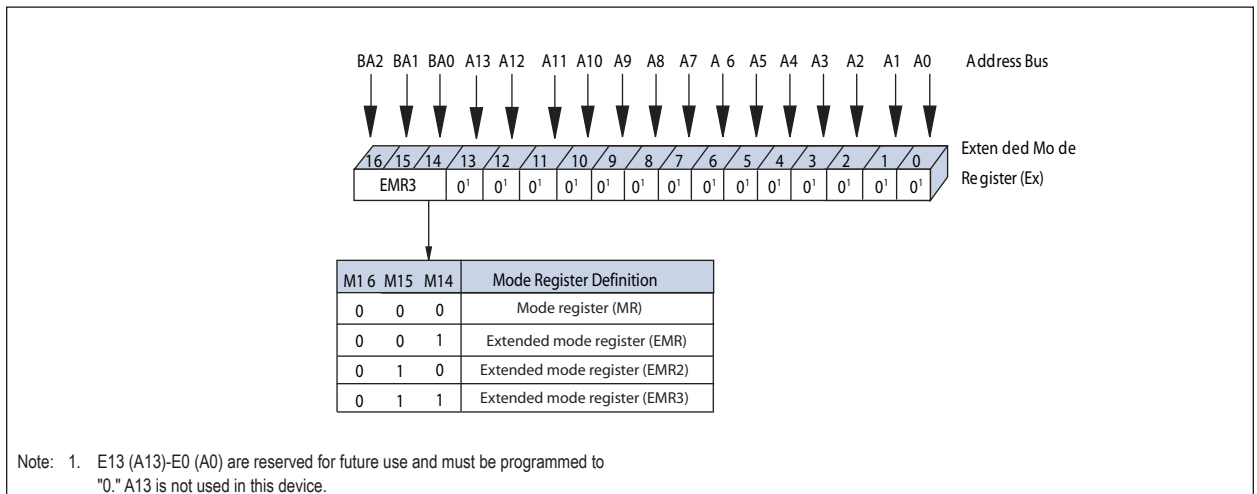 BA2 BA1 BA0 A13 A12 A11 A10 A9 A8 A7 A 6 A5 A4 A3 A2 A1 A0 A ddress Bus
16 15 14 13 12 11 10 9 8 7 6 5 4 3 2 1 0 Exten ded Mo de
EMR3 0¹ 0¹ 0¹ 0¹ 0¹ 0¹ 0¹ 0¹ 0¹ 0¹ 0¹ 0¹ 0¹ 0¹ Re gister (Ex)
M1 6 M15 M14 Mode Register Definition
0 0 0 Mode register (MR)
0 0 1 Extended mode register (EMR)
0 1 0 Extended mode register (EMR2)
0 1 1 Extended mode register (EMR3)
Note: 1. E13 (A13)-E0 (A0) are reserved for future use and must be programmed to
"0." A13 is not used in this device.